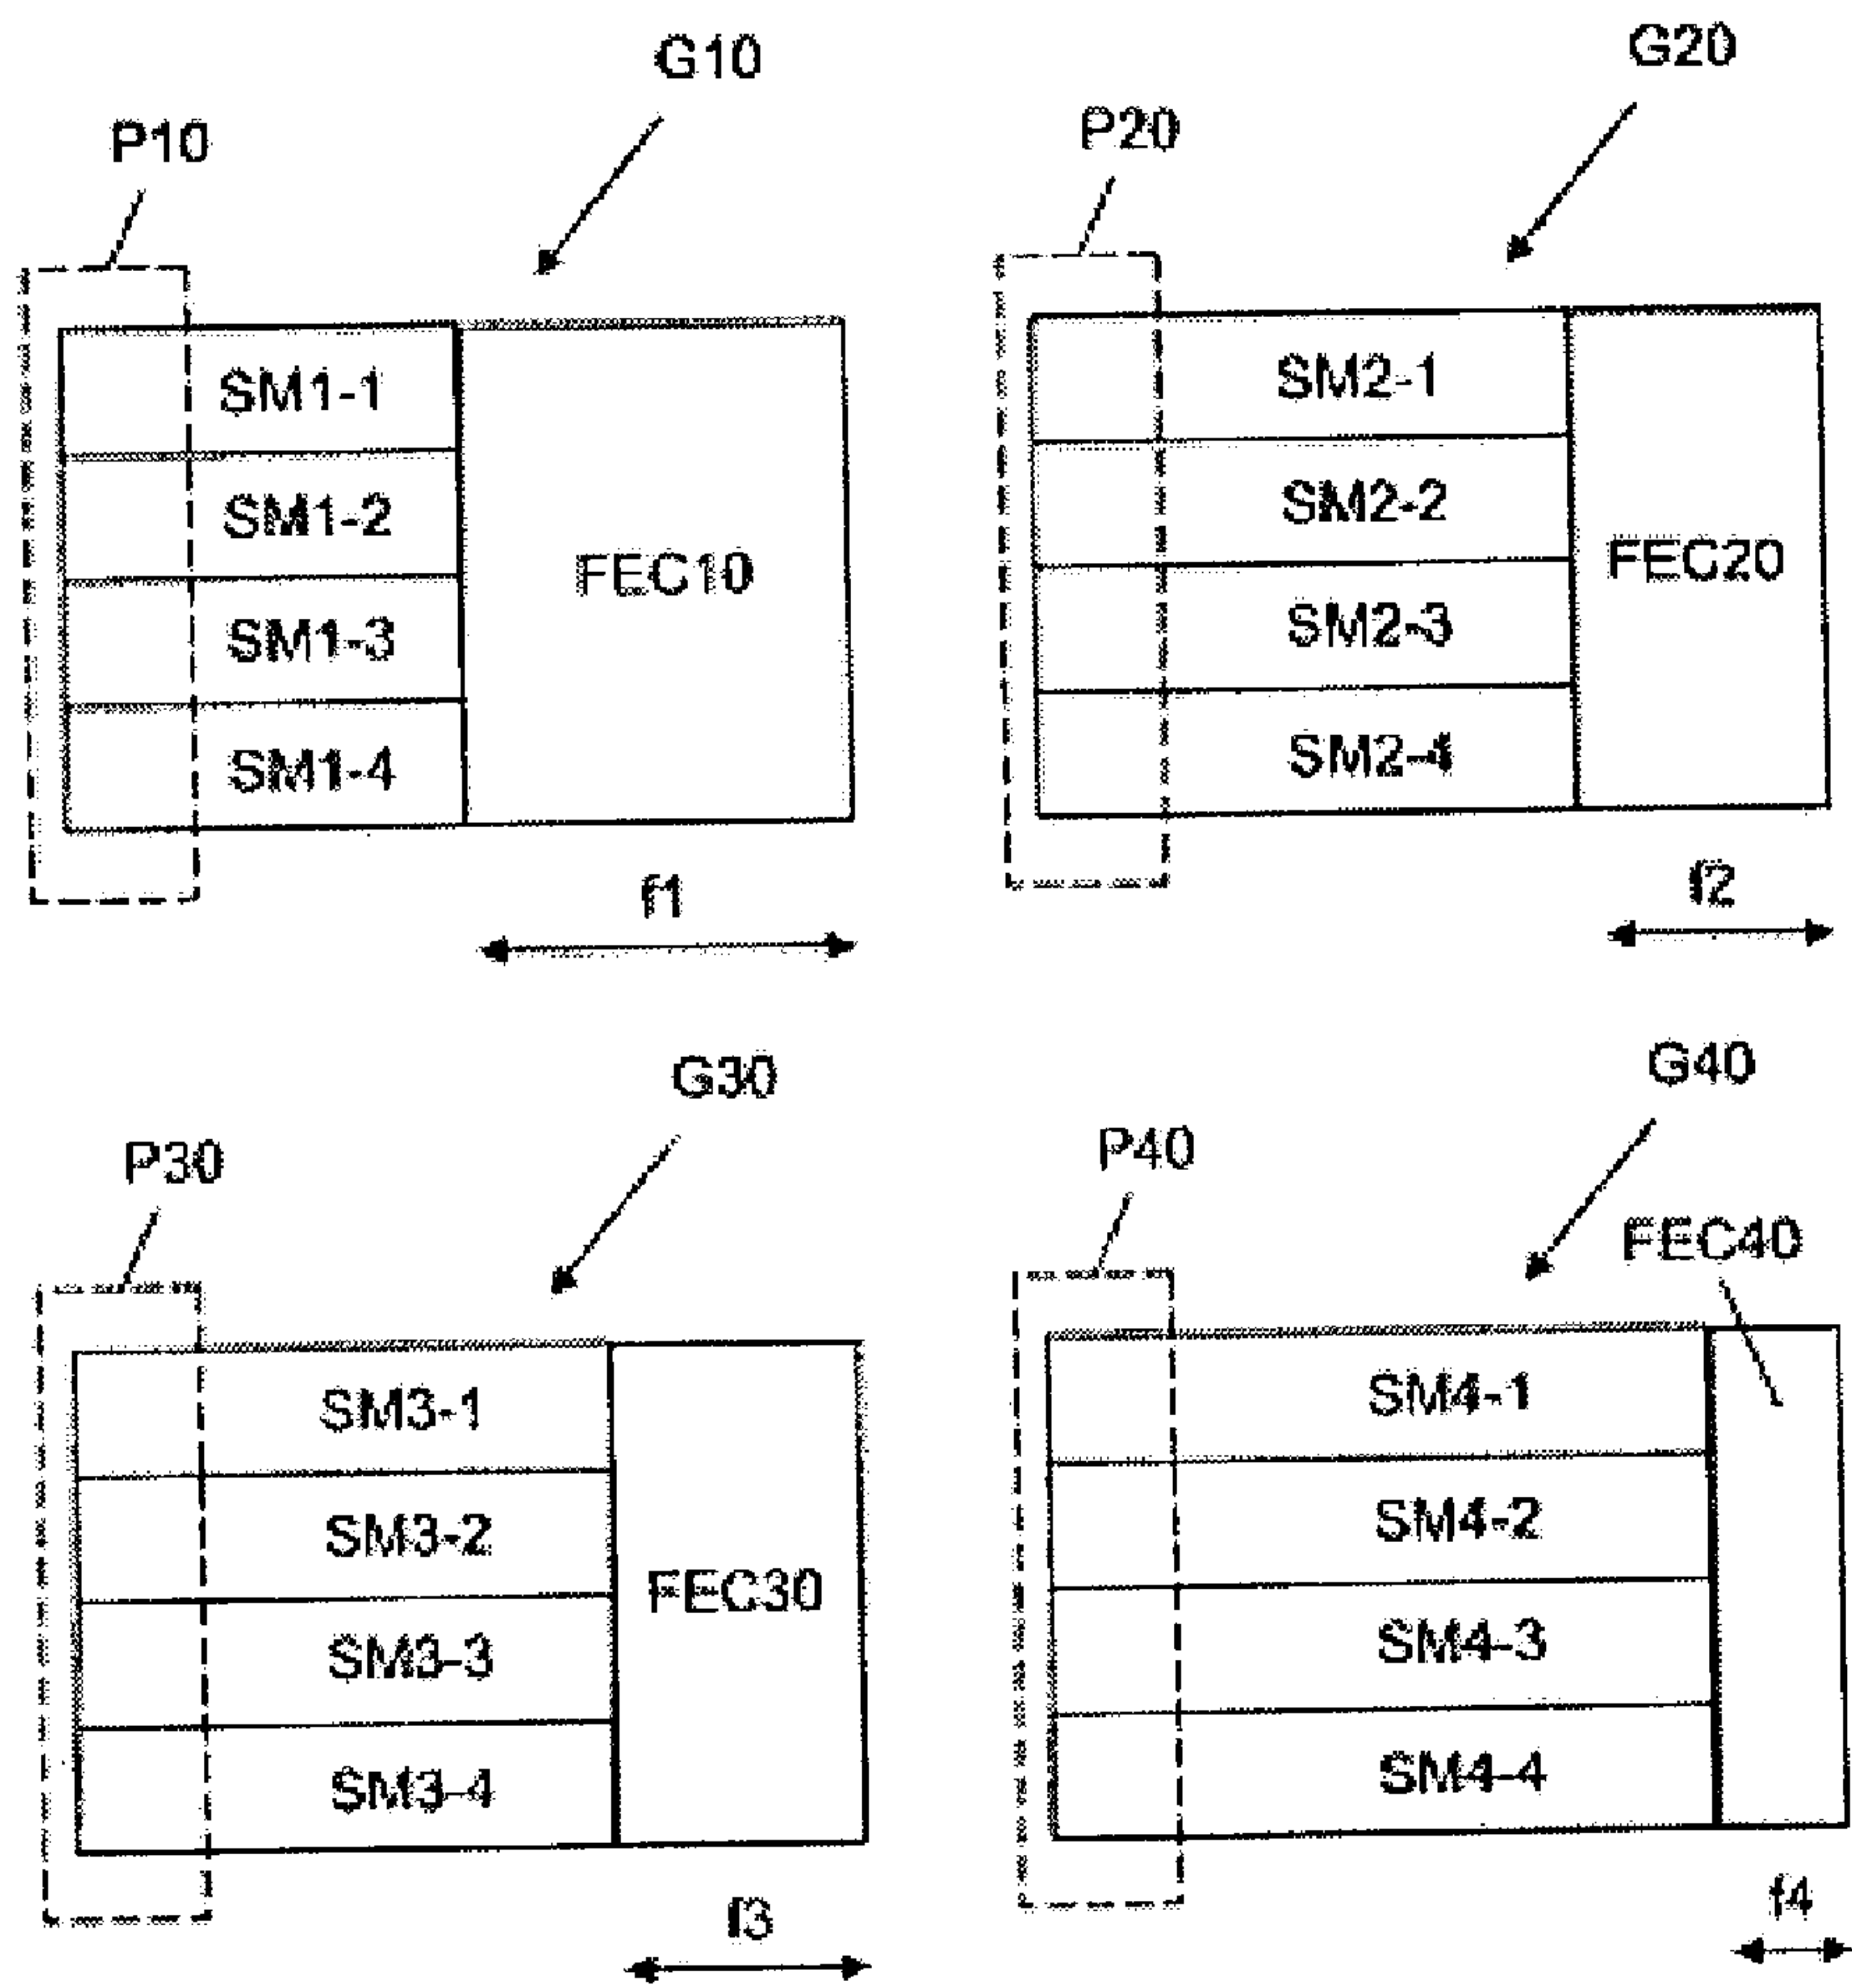 G10
P10
SM1-1
SM1-2
SM1-3
SM1-4
FEC10
f1
G20
P20
SM2-1
SM2-2
SM2-3
SM2-4
FEC20
f2
G30
P30
SM3-1
SM3-2
SM3-3
SM3-4
FEC30
f3
G40
P40
FEC40
SM4-1
SM4-2
SM4-3
SM4-4
f4